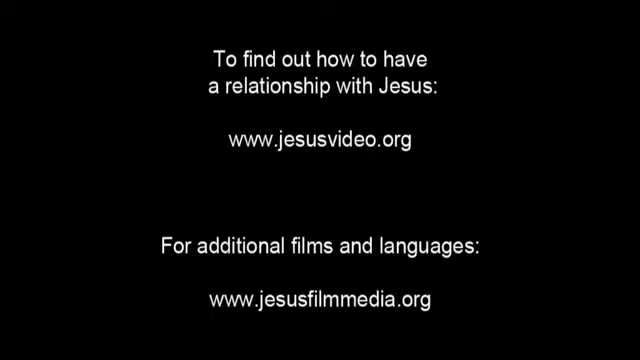 To find out how to have
a relationship with Jesus:
www.jesusvideo.org
For additional films and languages:
www.jesusfilmmedia.org